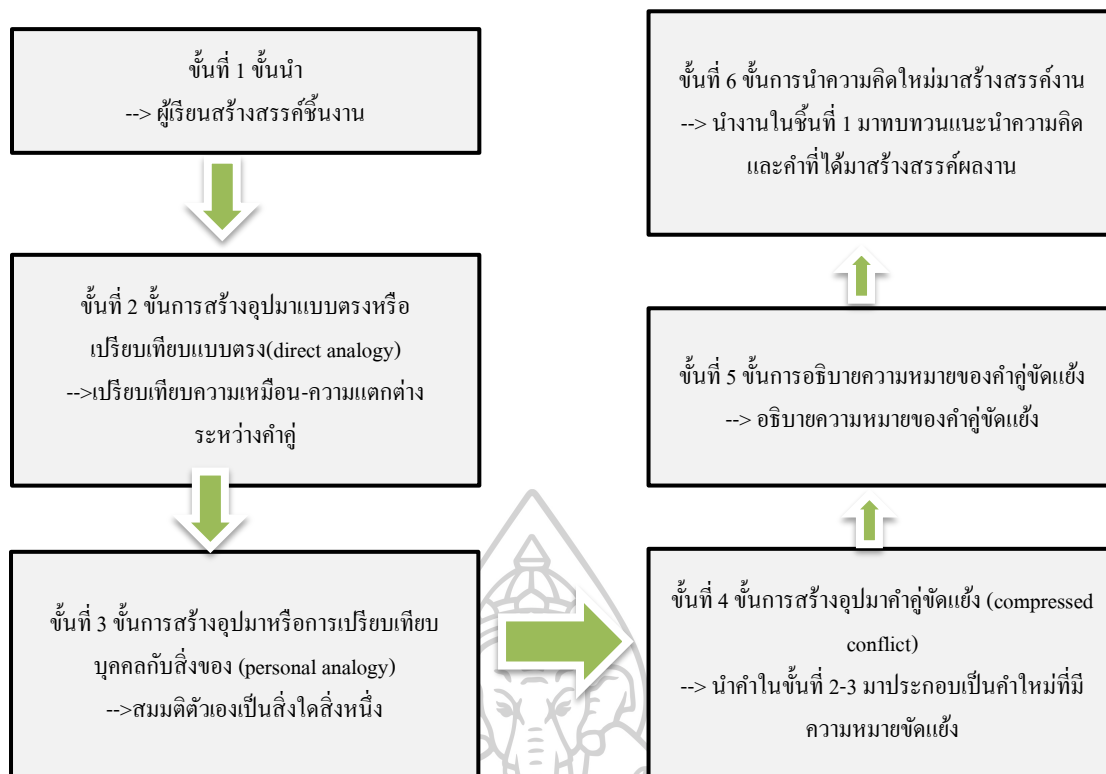 ขั้นที่ 1 ขั้นนำ
--> ผู้เรียนสร้างสรรค์ชิ้นงาน
ขั้นที่ 2 ขั้นการสร้างอุปมาแบบตรงหรือ
เปรียบเทียบแบบตรง(direct analogy)
-->เปรียบเทียบความเหมือน-ความแตกต่าง
ระหว่างคำคู่
ขั้นที่ 3 ขั้นการสร้างอุปมาหรือการเปรียบเทียบ
บุคคลกับสิ่งของ (personal analogy)
-->สมมติตัวเองเป็นสิ่งใดสิ่งหนึ่ง
ขั้นที่ 4 ขั้นการสร้างอุปมาคำคู่ขัดแย้ง (compressed
conflict)
--> นำคำในขั้นที่ 2-3 มาประกอบเป็นคำใหม่ที่มี
ความหมายขัดแย้ง
ขั้นที่ 5 ขั้นการอธิบายความหมายของคำคู่ขัดแย้ง
--> อธิบายความหมายของคำคู่ขัดแย้ง
ขั้นที่ 6 ขั้นการนำความคิดใหม่มาสร้างสรรค์งาน
--> นำงานในชิ้นที่ 1 มาทบทวนแนะนำความคิด
และคำที่ได้มาสร้างสรรค์ผลงาน